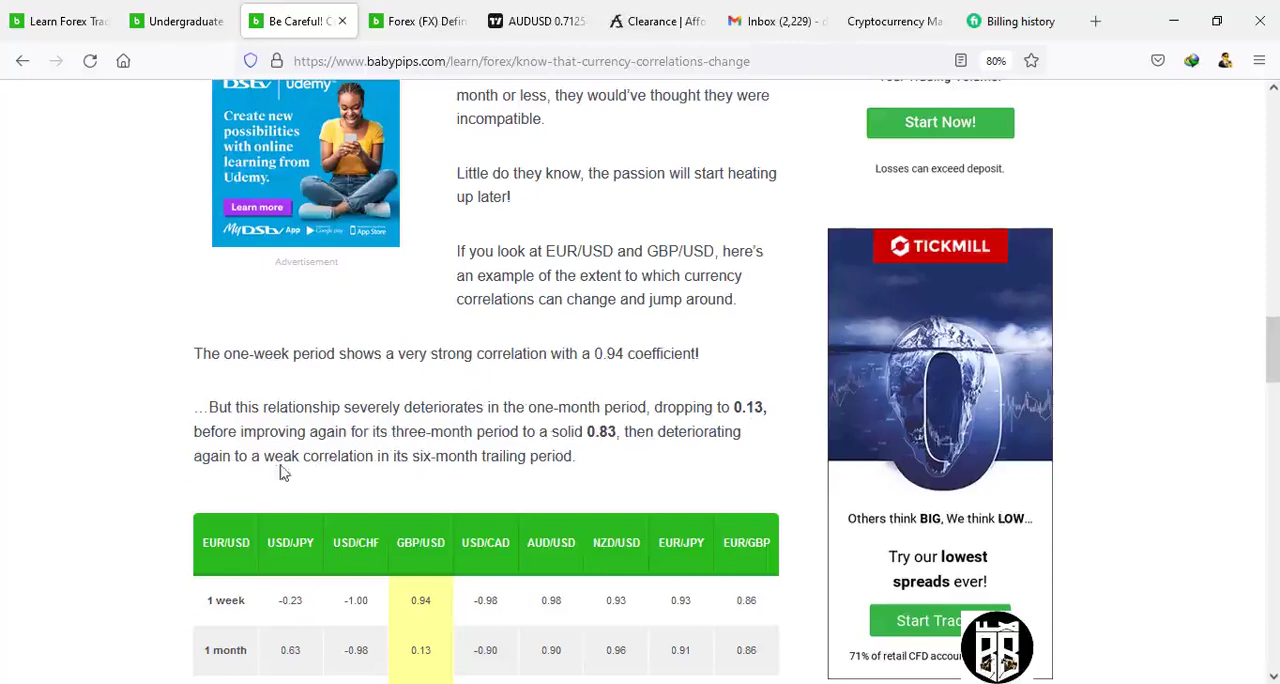 Learn Forex Tra
Undergraduate
Be Careful! C
Forex (FX) Defin
AUDUSD 0.7125
Clearance | Affo
Inbox (2,229) - d
Cryptocurrency Ma
Billing history
https://www.babypips.com/learn/forex/know-that-currency-correlations-change
80%
DStv udemy
Create new
possibilities
with online
learning from
Udemy.
Learn more
MyDStv App Google play App Store
Advertisement
month or less, they would've thought they were
incompatible.
Little do they know, the passion will start heating
up later!
If you look at EUR/USD and GBP/USD, here's
an example of the extent to which currency
correlations can change and jump around.
The one-week period shows a very strong correlation with a 0.94 coefficient!
…But this relationship severely deteriorates in the one-month period, dropping to 0.13,
before improving again for its three-month period to a solid 0.83, then deteriorating
again to a weak correlation in its six-month trailing period.
EUR/USD USD/JPY USD/CHF GBP/USD USD/CAD AUD/USD NZD/USD EUR/JPY EUR/GBP
1 week -0.23 -1.00 0.94 -0.98 0.98 0.93 0.93 0.86
1 month 0.63 -0.98 0.13 -0.90 0.90 0.96 0.91 0.86
Your Trading Volume!
Start Now!
Losses can exceed deposit.
TICKMILL
0
Others think BIG, We think LOW...
Try our lowest
spreads ever!
Start Trad
71% of retail CFD accou
BB